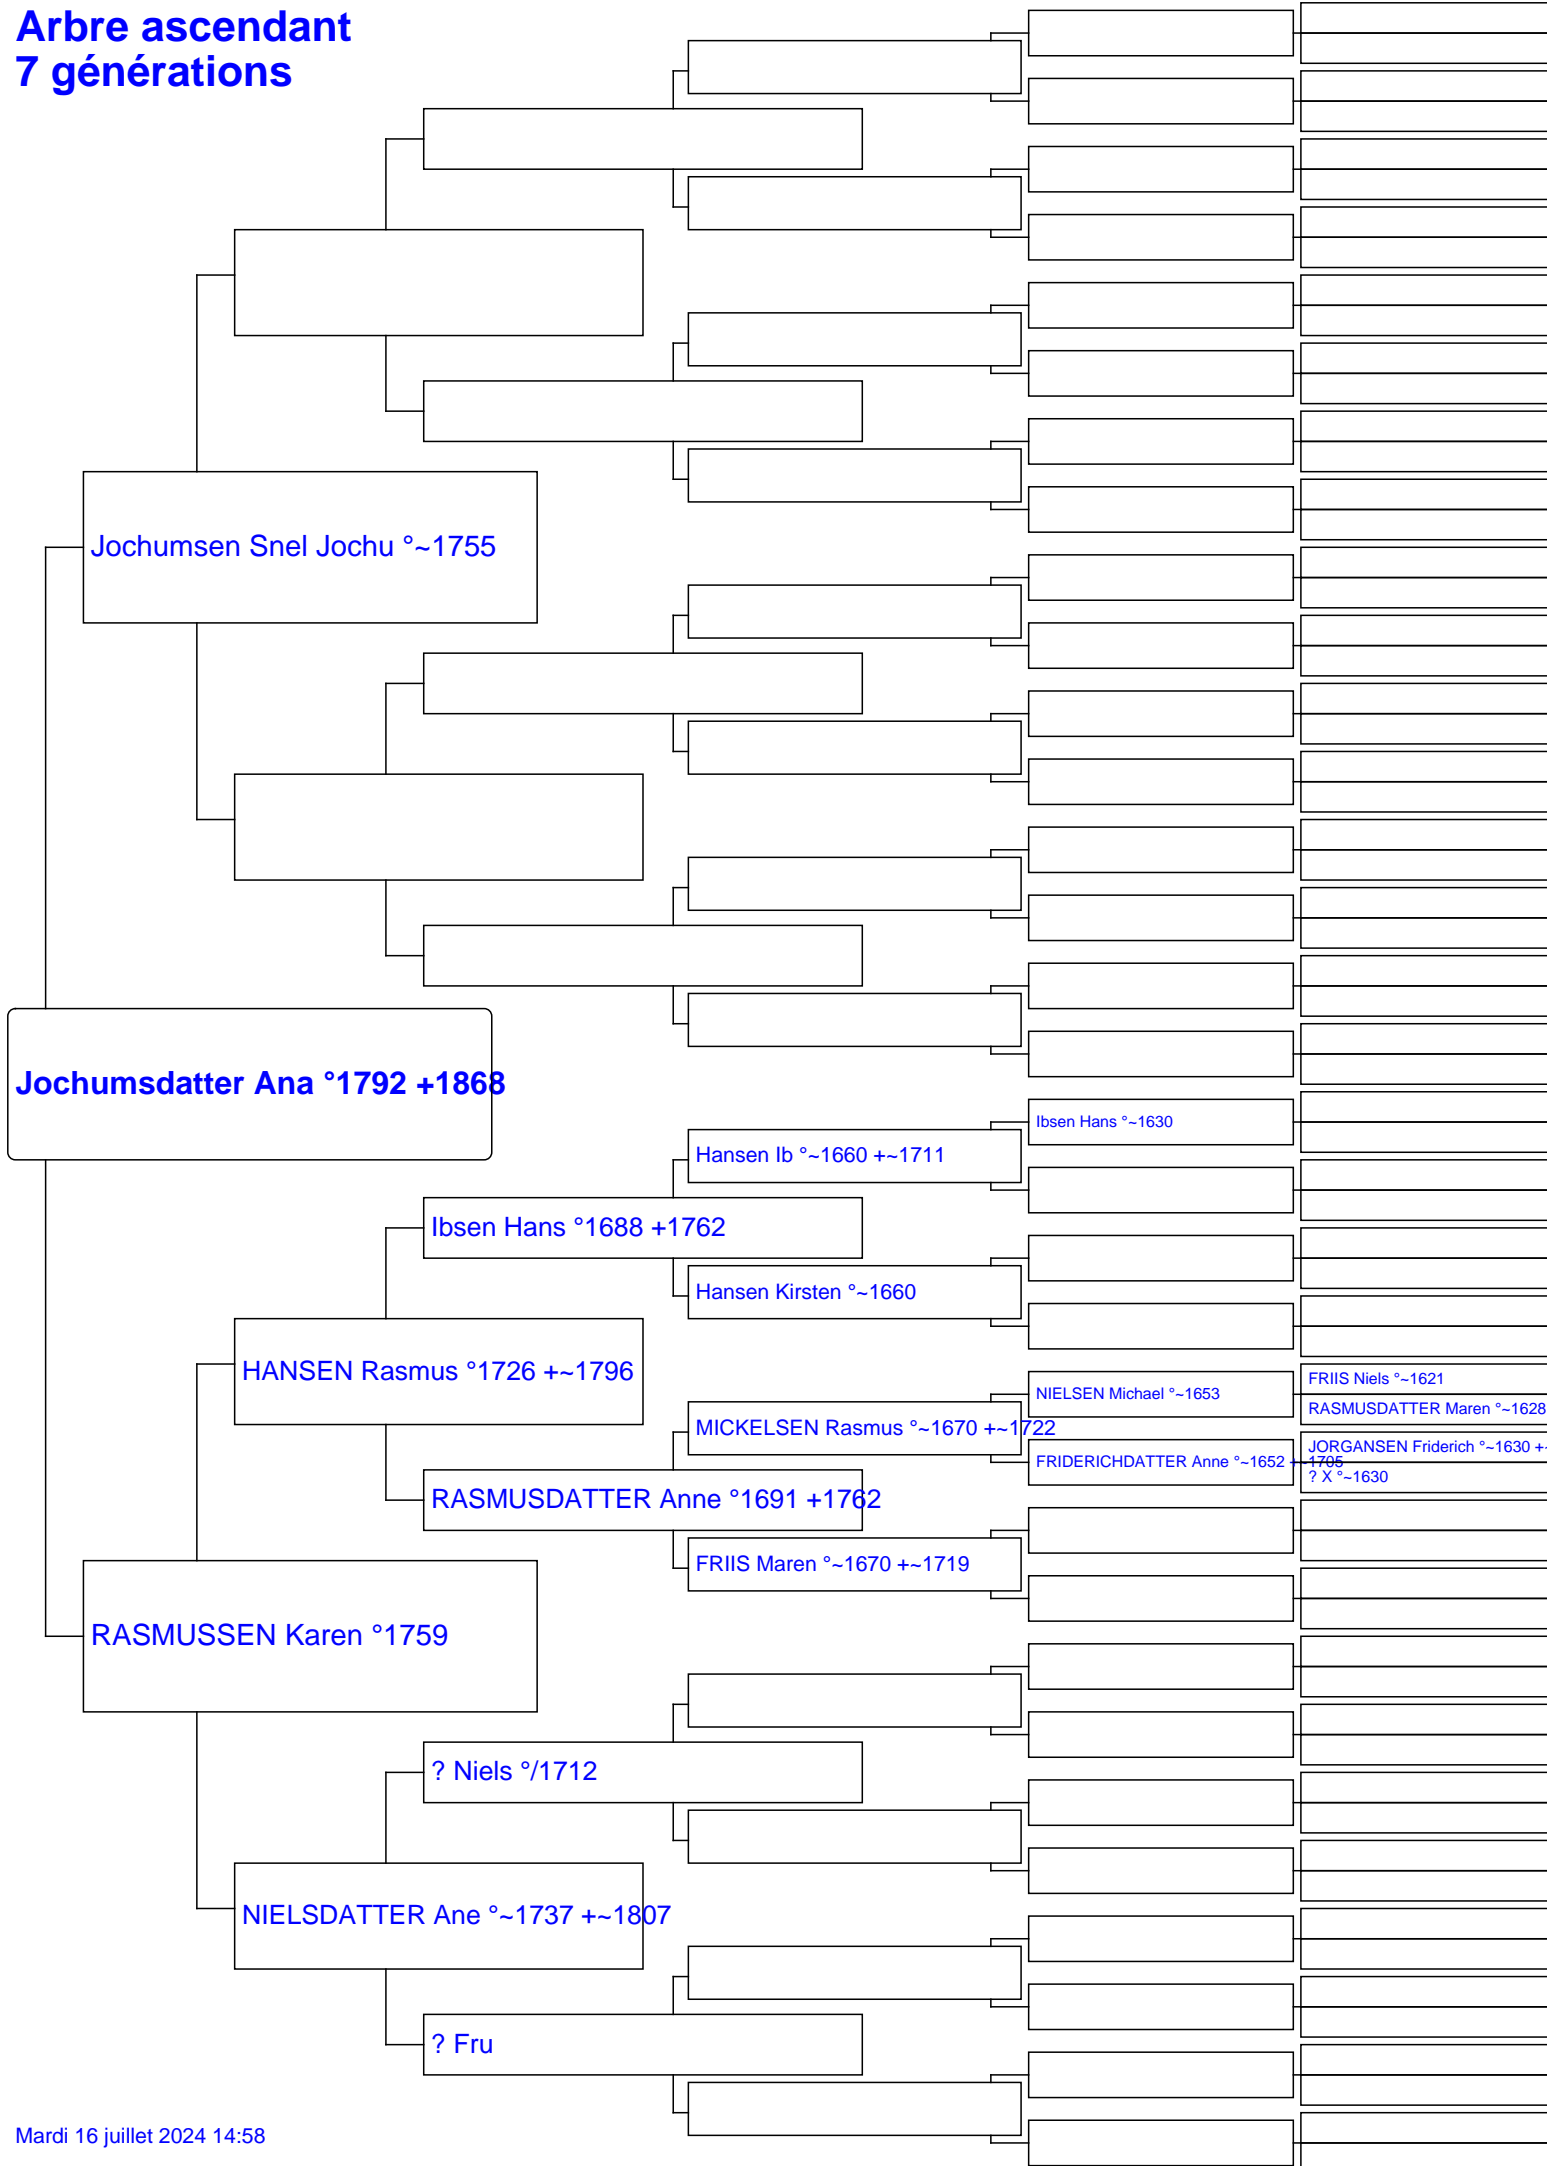 Arbre ascendant
7 générations
Jochumsen Snel Jochu °~1755
Jochumsdatter Ana °1792 +1868
Ibsen Hans °~1630
Hansen Ib °~1660 +~1711
Ibsen Hans °1688 +1762
Hansen Kirsten °~1660
HANSEN Rasmus °1726 +~1796
FRIIS Niels °~1621
NIELSEN Michael °~1653
RASMUSDATTER Maren °~1628
MICKELSEN Rasmus °~1670 +~1722
JORGANSEN Friderich °~1630 +~
FRIDERICHDATTER Anne °~1652 +~1705
? X °~1630
RASMUSDATTER Anne °1691 +1762
FRIIS Maren °~1670 +~1719
RASMUSSEN Karen °1759
? Niels °/1712
NIELSDATTER Ane °~1737 +~1807
? Fru
Mardi 16 juillet 2024 14:58